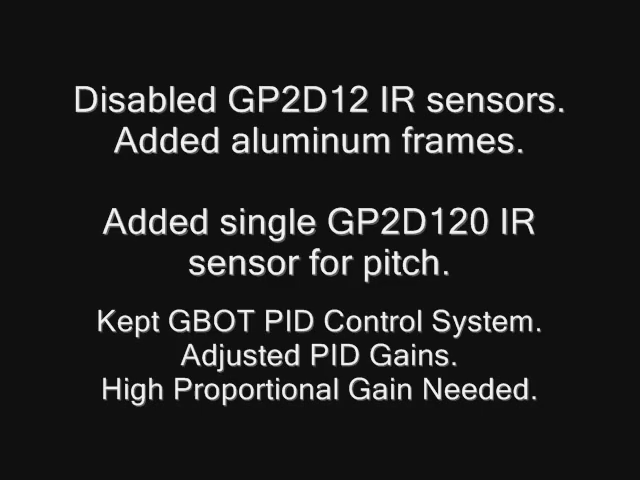 Disabled GP2D12 IR sensors.
Added aluminum frames.
Added single GP2D120 IR
sensor for pitch.
Kept GBOT PID Control System.
Adjusted PID Gains.
High Proportional Gain Needed.